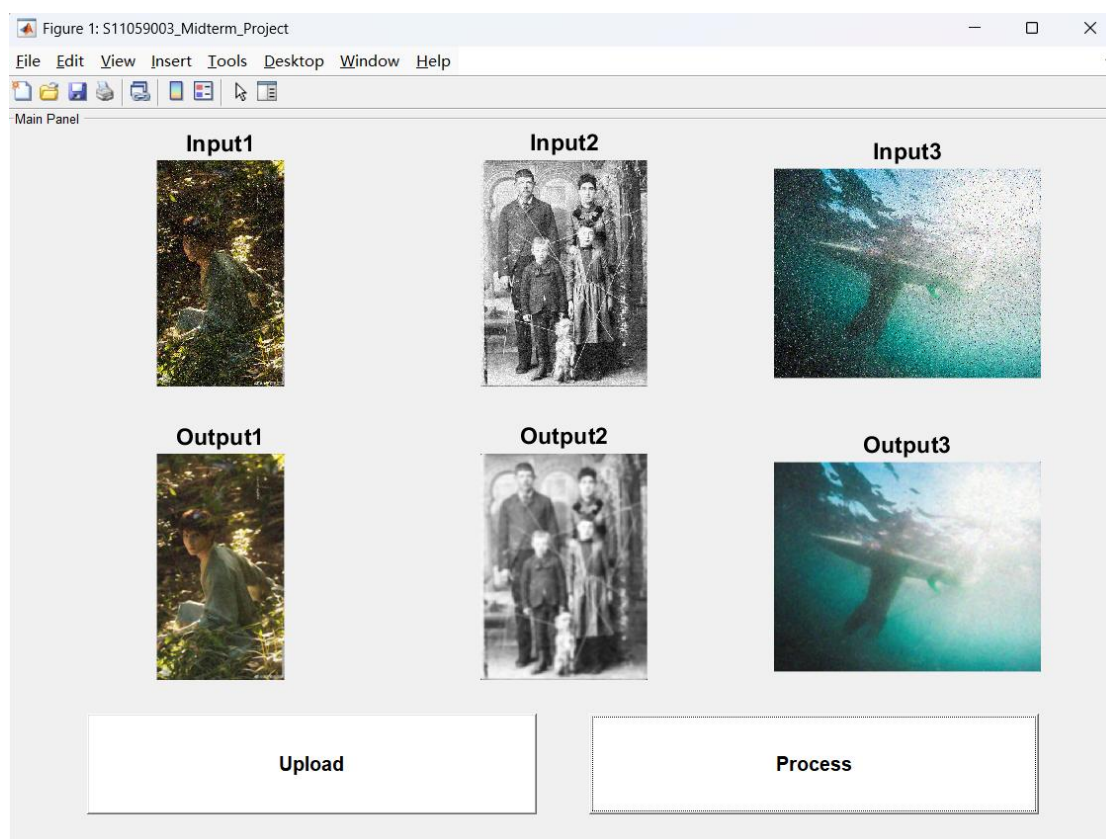 Figure 1: S11059003_Midterm_Project
File Edit View Insert Tools Desktop Window Help
Main Panel
Input1 Input2 Input3
Output1 Output2 Output3
Upload Process